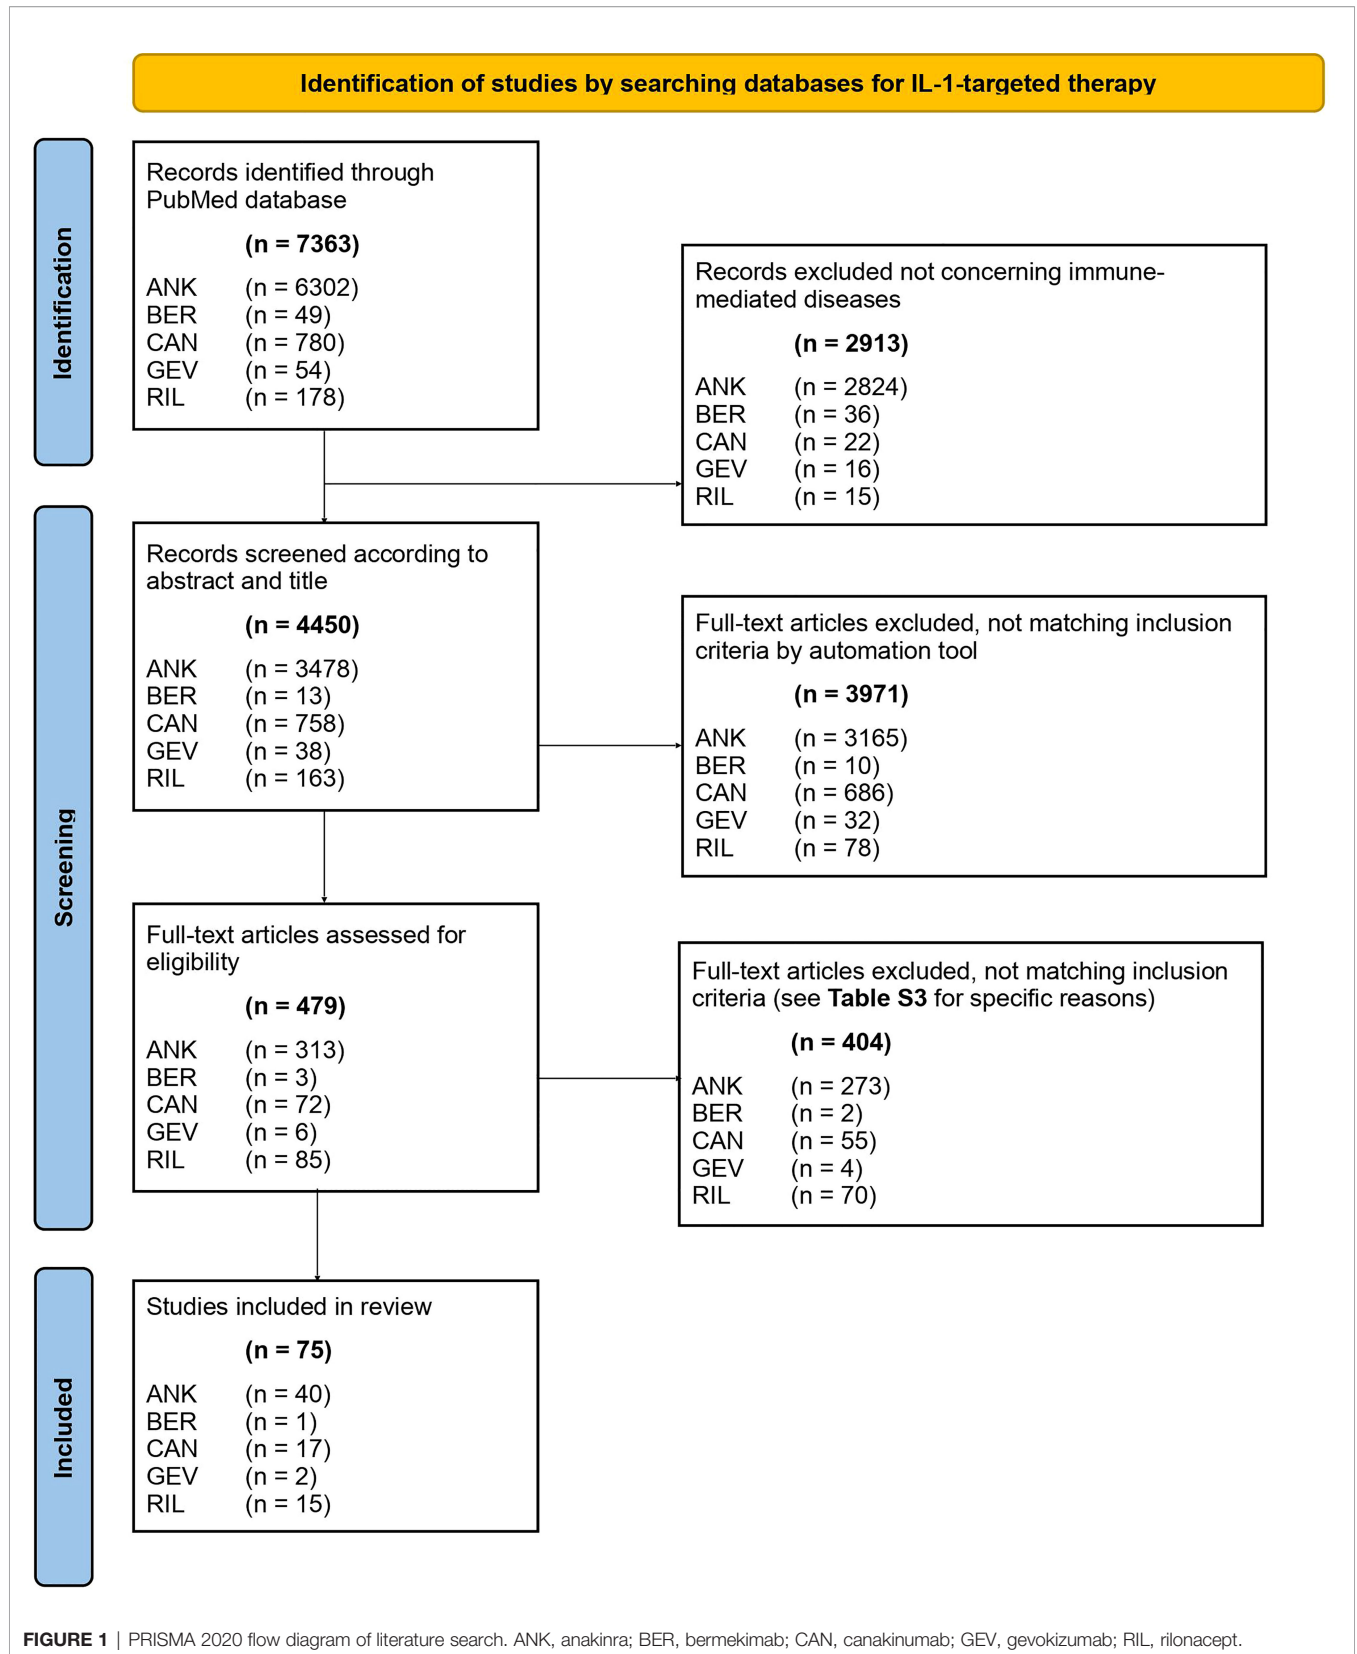 Identification of studies by searching databases for IL-1-targeted therapy
Identification
Records identified through
PubMed database
(n = 7363)
ANK (n = 6302)
BER (n = 49)
CAN (n = 780)
GEV (n = 54)
RIL (n = 178)
Records excluded not concerning immune-
mediated diseases
(n = 2913)
ANK (n = 2824)
BER (n = 36)
CAN (n = 22)
GEV (n = 16)
RIL (n = 15)
Screening
Records screened according to
abstract and title
(n = 4450)
ANK (n = 3478)
BER (n = 13)
CAN (n = 758)
GEV (n = 38)
RIL (n = 163)
Full-text articles excluded, not matching inclusion
criteria by automation tool
(n = 3971)
ANK (n = 3165)
BER (n = 10)
CAN (n = 686)
GEV (n = 32)
RIL (n = 78)
Full-text articles assessed for
eligibility
(n = 479)
ANK (n = 313)
BER (n = 3)
CAN (n = 72)
GEV (n = 6)
RIL (n = 85)
Full-text articles excluded, not matching inclusion
criteria (see Table S3 for specific reasons)
(n = 404)
ANK (n = 273)
BER (n = 2)
CAN (n = 55)
GEV (n = 4)
RIL (n = 70)
Included
Studies included in review
(n = 75)
ANK (n = 40)
BER (n = 1)
CAN (n = 17)
GEV (n = 2)
RIL (n = 15)
FIGURE 1 | PRISMA 2020 flow diagram of literature search. ANK, anakinra; BER, bermekimab; CAN, canakinumab; GEV, gevokizumab; RIL, rilonacept.